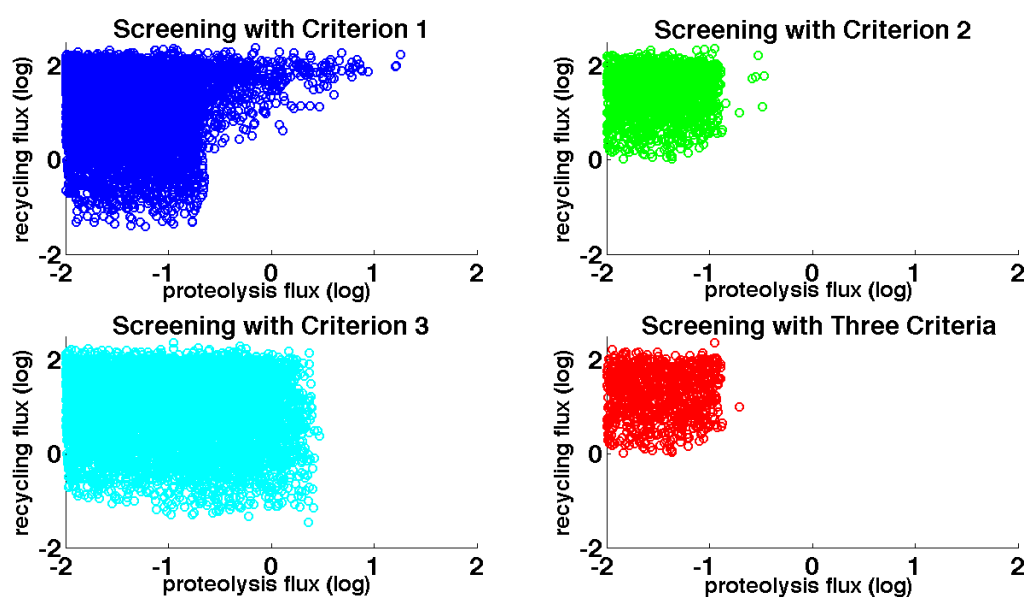 Screening with Criterion 1
2
0
-2
recycling flux (log)
-2 -1 0 1 2
proteolysis flux (log)
Screening with Criterion 2
2
0
-2
recycling flux (log)
-2 -1 0 1 2
proteolysis flux (log)
Screening with Criterion 3
2
0
-2
recycling flux (log)
-2 -1 0 1 2
proteolysis flux (log)
Screening with Three Criteria
2
0
-2
recycling flux (log)
-2 -1 0 1 2
proteolysis flux (log)